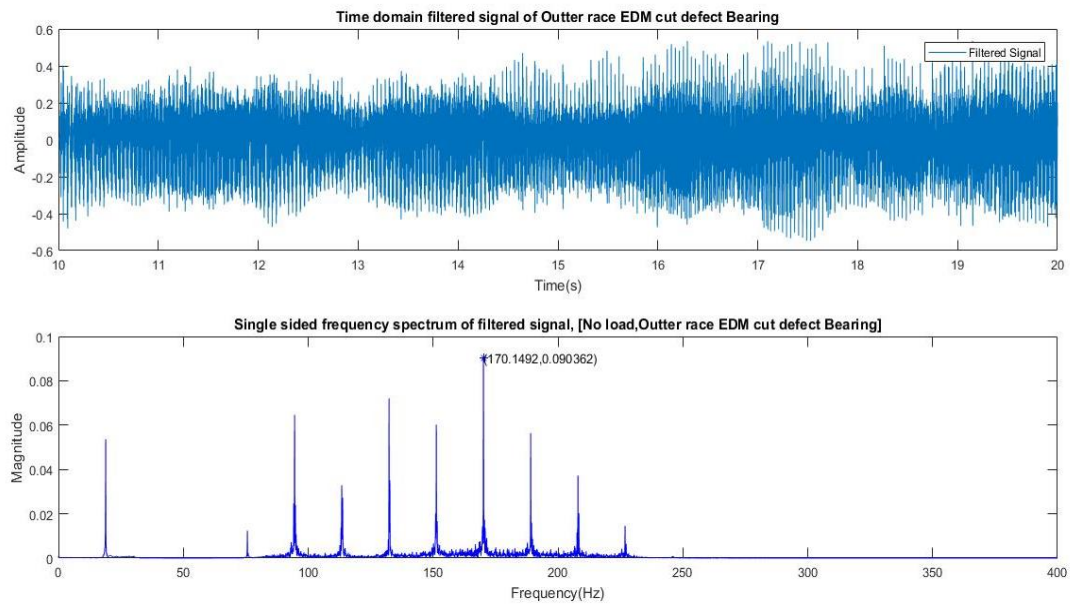 Time domain filtered signal of Outter race EDM cut defect Bearing
0.6
0.4
0.2
0
-0.2
-0.4
-0.6
Amplitude
Filtered Signal
10 11 12 13 14 15 16 17 18 19 20
Time(s)
Single sided frequency spectrum of filtered signal, [No load,Outter race EDM cut defect Bearing]
0.1
0.08
0.06
0.04
0.02
0
Magnitude
(170.1492,0.090362)
0 50 100 150 200 250 300 350 400
Frequency(Hz)